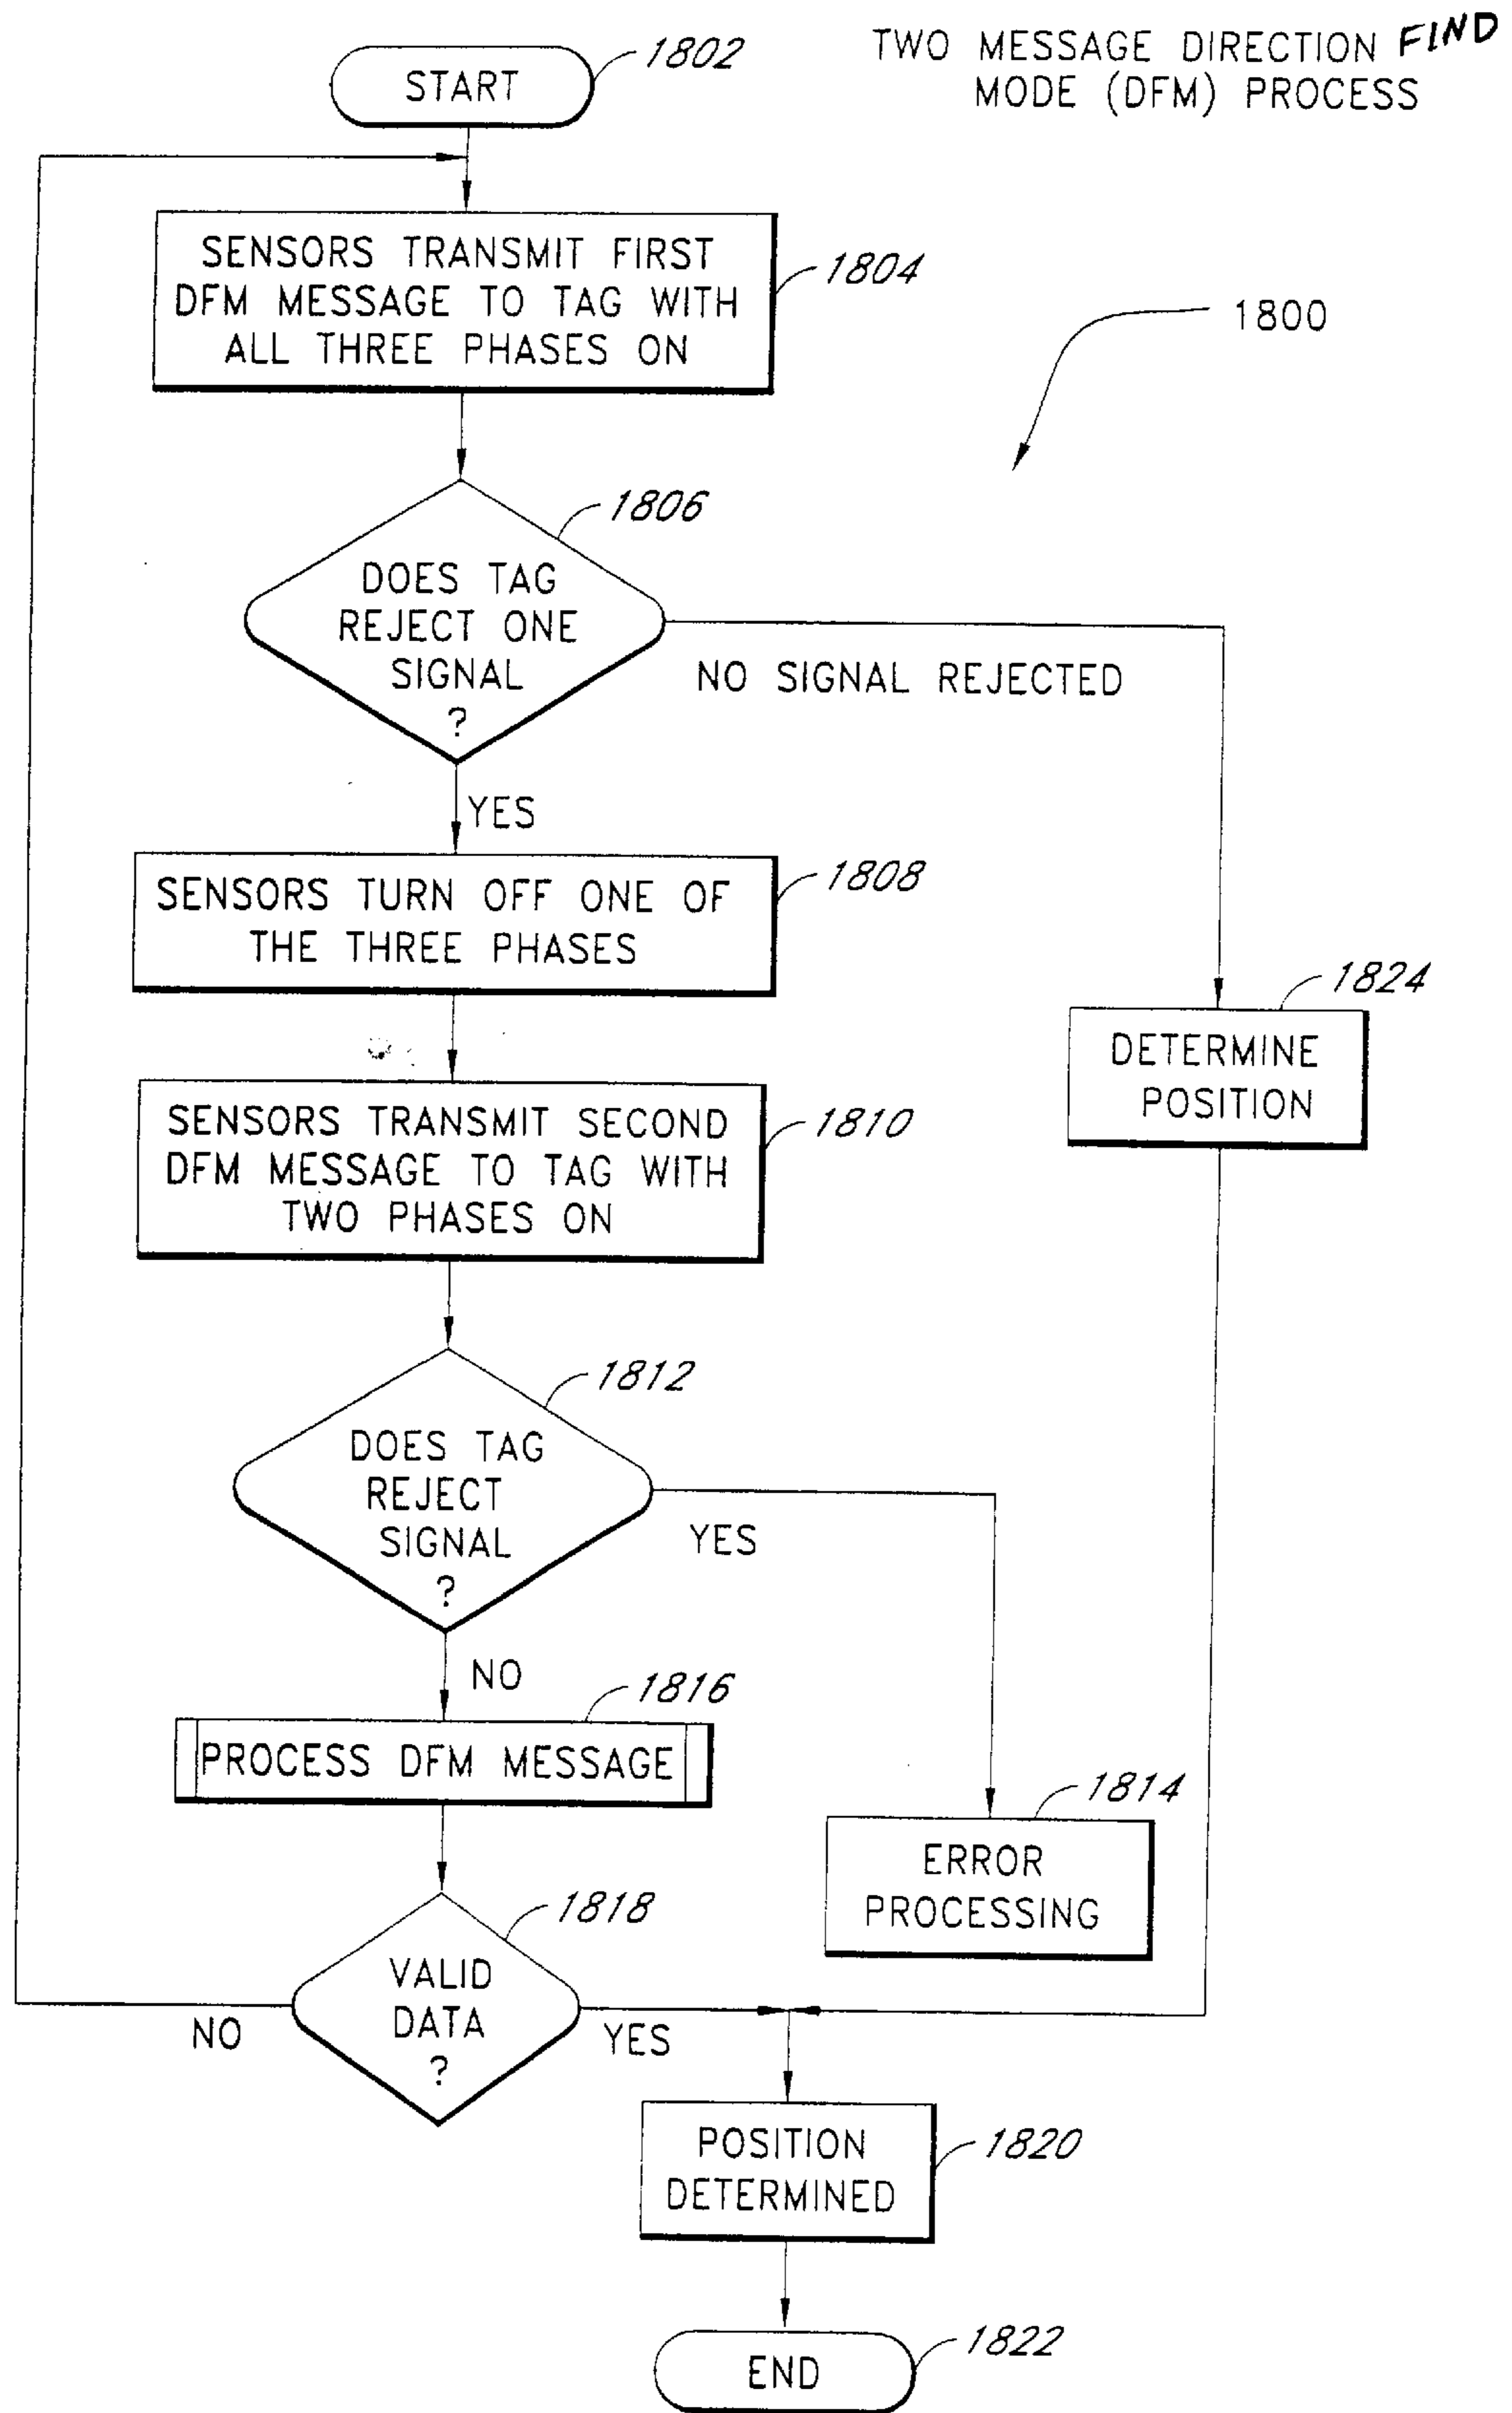 TWO MESSAGE DIRECTION FIND
MODE (DFM) PROCESS
START
1802
SENSORS TRANSMIT FIRST
DFM MESSAGE TO TAG WITH
ALL THREE PHASES ON
1804
1800
1806
DOES TAG
REJECT ONE
SIGNAL
?
NO SIGNAL REJECTED
YES
SENSORS TURN OFF ONE OF
THE THREE PHASES
1808
1824
DETERMINE
POSITION
SENSORS TRANSMIT SECOND
DFM MESSAGE TO TAG WITH
TWO PHASES ON
1810
1812
DOES TAG
REJECT
SIGNAL
?
YES
NO
1816
PROCESS DFM MESSAGE
1814
ERROR
PROCESSING
1818
VALID
DATA
?
NO
YES
POSITION
DETERMINED
1820
END
1822